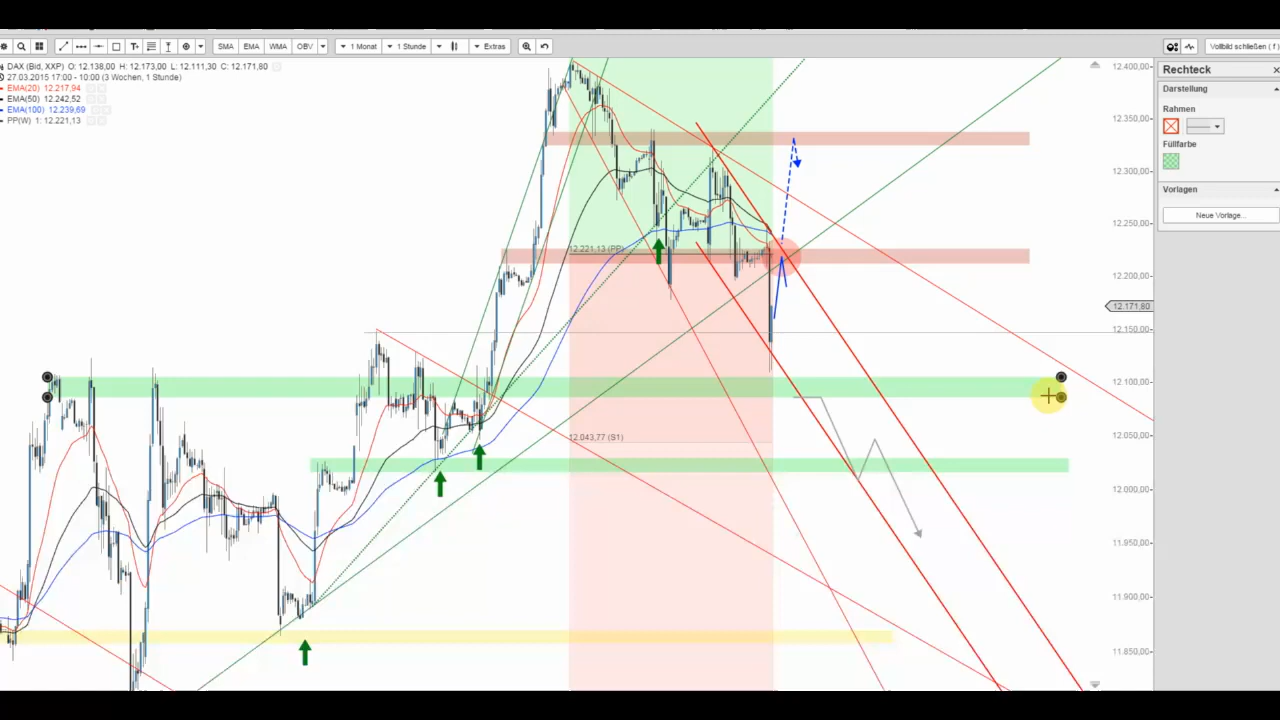 SMA EMA WMA OBV 1 Monat 1 Stunde Extras Vollbild schließen ( f )
DAX (Bid, XXP) O: 12.138,00 H: 12.173,00 L: 12.111,30 C: 12.171,80
27.03.2015 17:00 - 10:00 (3 Wochen, 1 Stunde)
EMA(20) 12.217,94
EMA(50) 12.242,52
EMA(100) 12.239,69
PP(W) 1: 12.221,13
12.221,13 (PP)
12.043,77 (S1)
12.400,00
12.350,00
12.300,00
12.250,00
12.200,00
12.171,80
12.150,00
12.100,00
12.050,00
12.000,00
11.950,00
11.900,00
11.850,00
Rechteck
Darstellung
Rahmen
Füllfarbe
Vorlagen
Neue Vorlage...